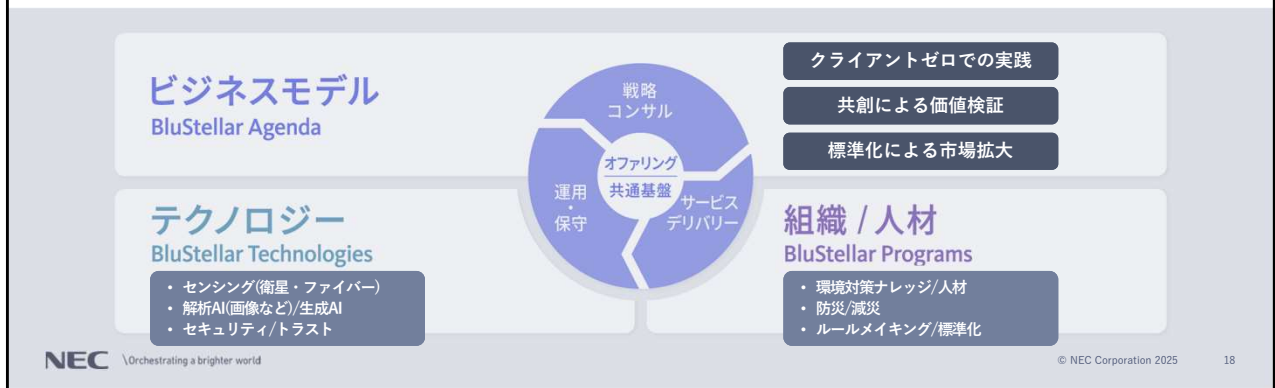 ビジネスモデル
BluStellar Agenda
戦略
コンサル
オファリング
共通基盤
運用
・
保守
サービス
デリバリー
クライアントゼロでの実践
共創による価値検証
標準化による市場拡大
テクノロジー
BluStellar Technologies
• センシング(衛星・ファイバー)
• 解析AI(画像など)/生成AI
• セキュリティ/トラスト
組織 / 人材
BluStellar Programs
• 環境対策ナレッジ/人材
• 防災/減災
• ルールメイキング/標準化
NEC \Orchestrating a brighter world
© NEC Corporation 2025 18